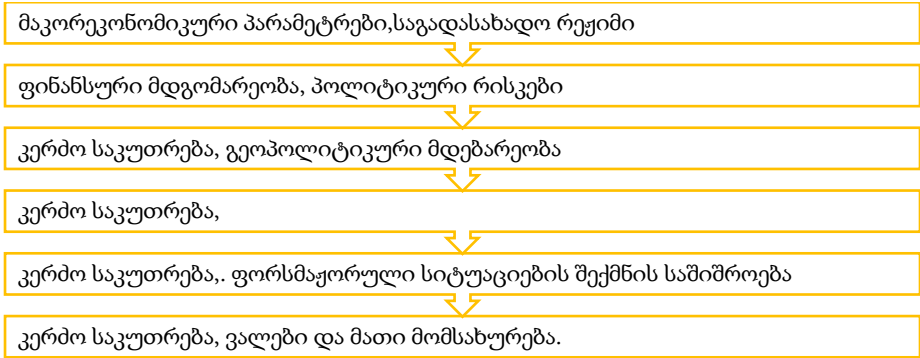 მაკორეკონომიკური პარამეტრები,საგადასახადო რეჟიმი
ფინანსური მდგომარეობა, პოლიტიკური რისკები
კერძო საკუთრება, გეოპოლიტიკური მდებარეობა
კერძო საკუთრება,
კერძო საკუთრება,. ფორსმაჟორული სიტუაციების შექმნის საშიშროება
კერძო საკუთრება, ვალები და მათი მომსახურება.